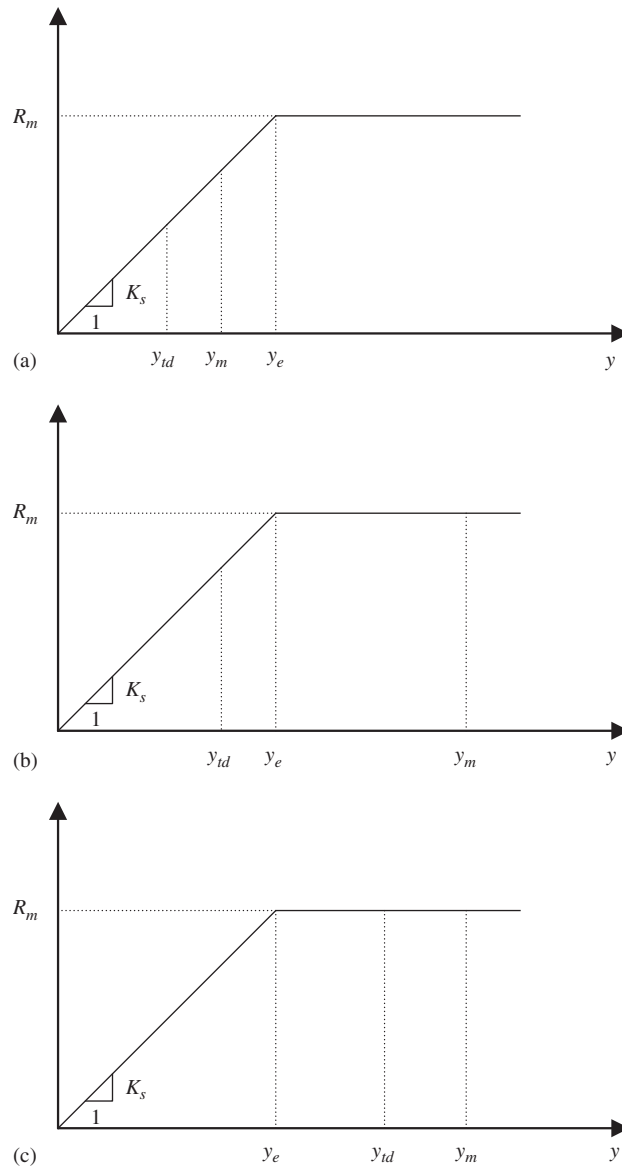 R_m
K_s
1
y_td y_m y_e y
(a)
R_m
K_s
1
y_td y_e y_m y
(b)
R_m
K_s
1
y_e y_td y_m y
(c)